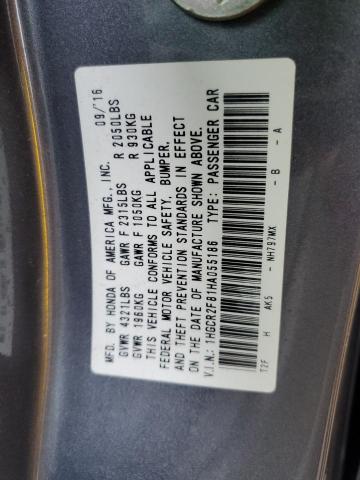 MFD. BY HONDA OF AMERICA MFG., INC. 09/'16
GVWR 4321LBS GAWR F 2315LBS R 2050LBS
GVWR 1960KG GAWR F 1050KG R 930KG
THIS VEHICLE CONFORMS TO ALL APPLICABLE
FEDERAL MOTOR VEHICLE SAFETY, BUMPER,
AND THEFT PREVENTION STANDARDS IN EFFECT
ON THE DATE OF MANUFACTURE SHOWN ABOVE.
V.I.N.: 1HGCR2F81HA055186 TYPE: PASSENGER CAR
T2F H AK5 - NH797MX - B - A